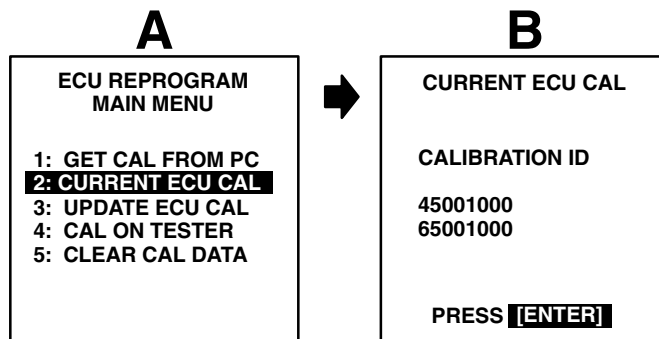 A
ECU REPROGRAM
MAIN MENU
1: GET CAL FROM PC
2: CURRENT ECU CAL
3: UPDATE ECU CAL
4: CAL ON TESTER
5: CLEAR CAL DATA
B
CURRENT ECU CAL
CALIBRATION ID
45001000
65001000
PRESS [ENTER]